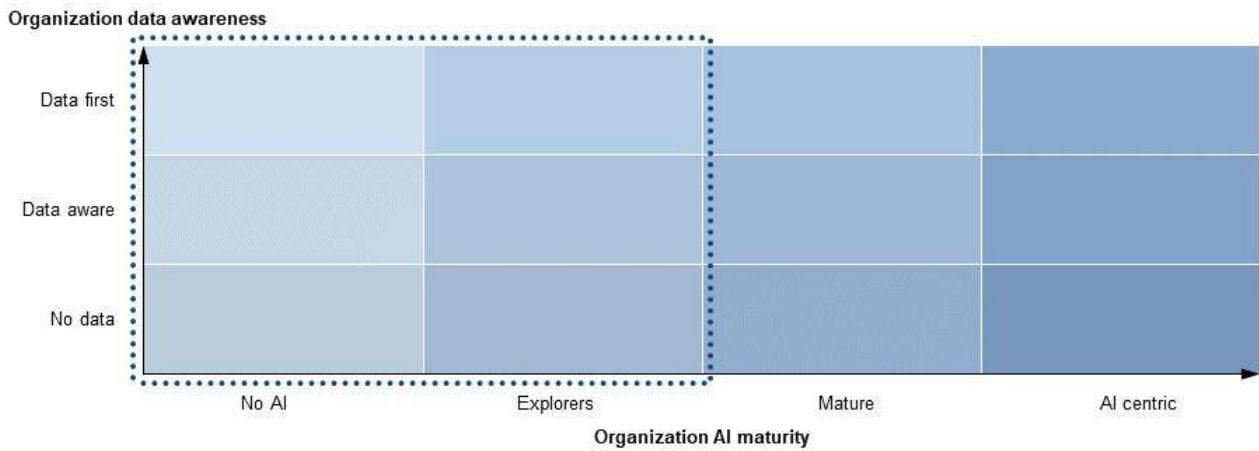 Organization data awareness
Data first
Data aware
No data
No AI Explorers Mature AI centric
Organization AI maturity